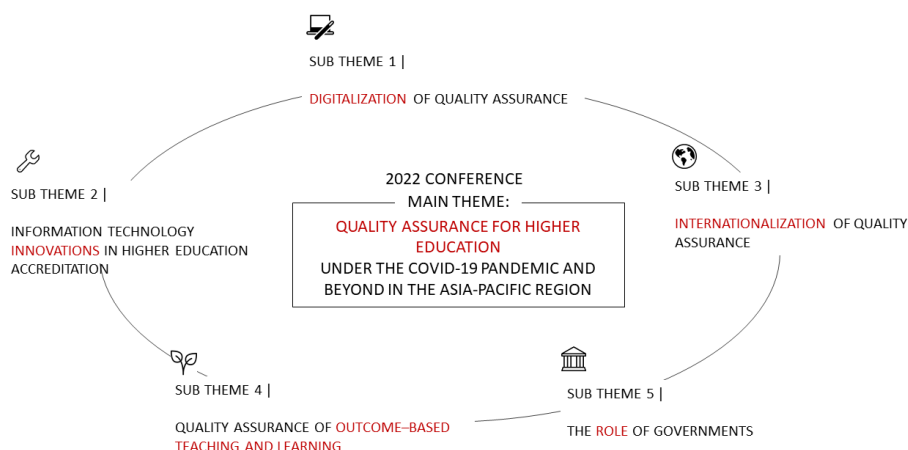 SUB THEME 1 |
DIGITALIZATION OF QUALITY ASSURANCE
SUB THEME 2 |
INFORMATION TECHNOLOGY
INNOVATIONS IN HIGHER EDUCATION
ACCREDITATION
2022 CONFERENCE
MAIN THEME:
QUALITY ASSURANCE FOR HIGHER
EDUCATION
UNDER THE COVID-19 PANDEMIC AND
BEYOND IN THE ASIA-PACIFIC REGION
SUB THEME 3 |
INTERNATIONALIZATION OF QUALITY
ASSURANCE
SUB THEME 4 |
QUALITY ASSURANCE OF OUTCOME–BASED
TEACHING AND LEARNING
SUB THEME 5 |
THE ROLE OF GOVERNMENTS